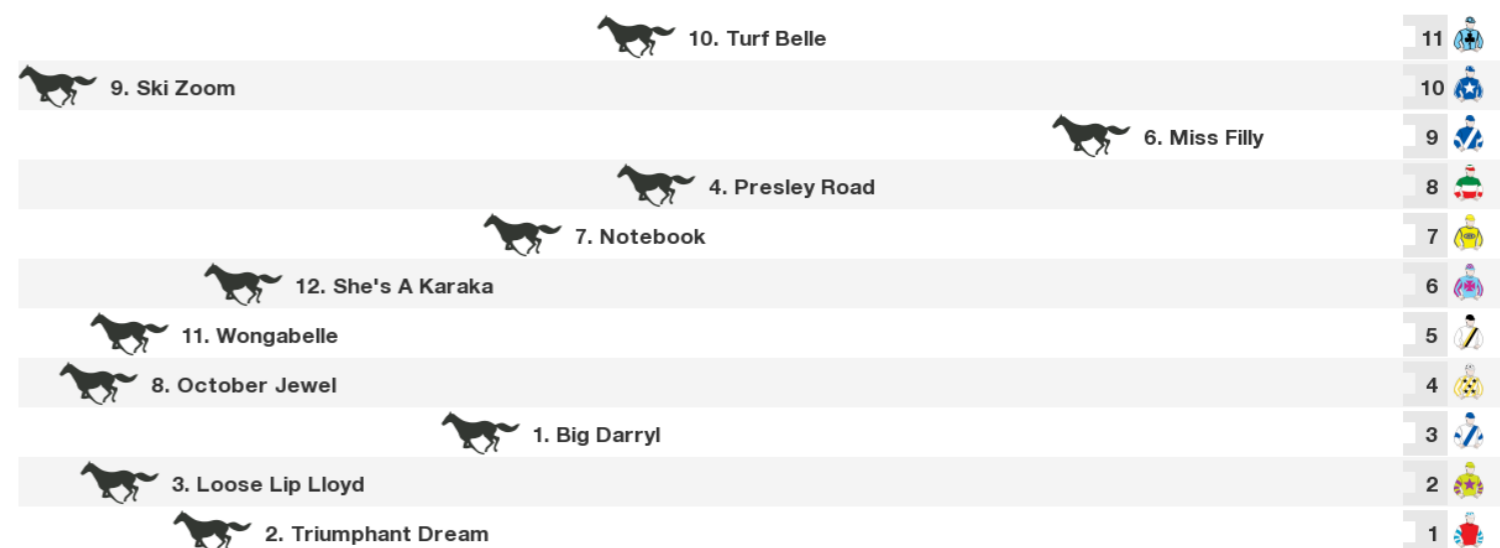 10. Turf Belle 11
9. Ski Zoom 10
6. Miss Filly 9
4. Presley Road 8
7. Notebook 7
12. She's A Karaka 6
11. Wongabelle 5
8. October Jewel 4
1. Big Darryl 3
3. Loose Lip Lloyd 2
2. Triumphant Dream 1